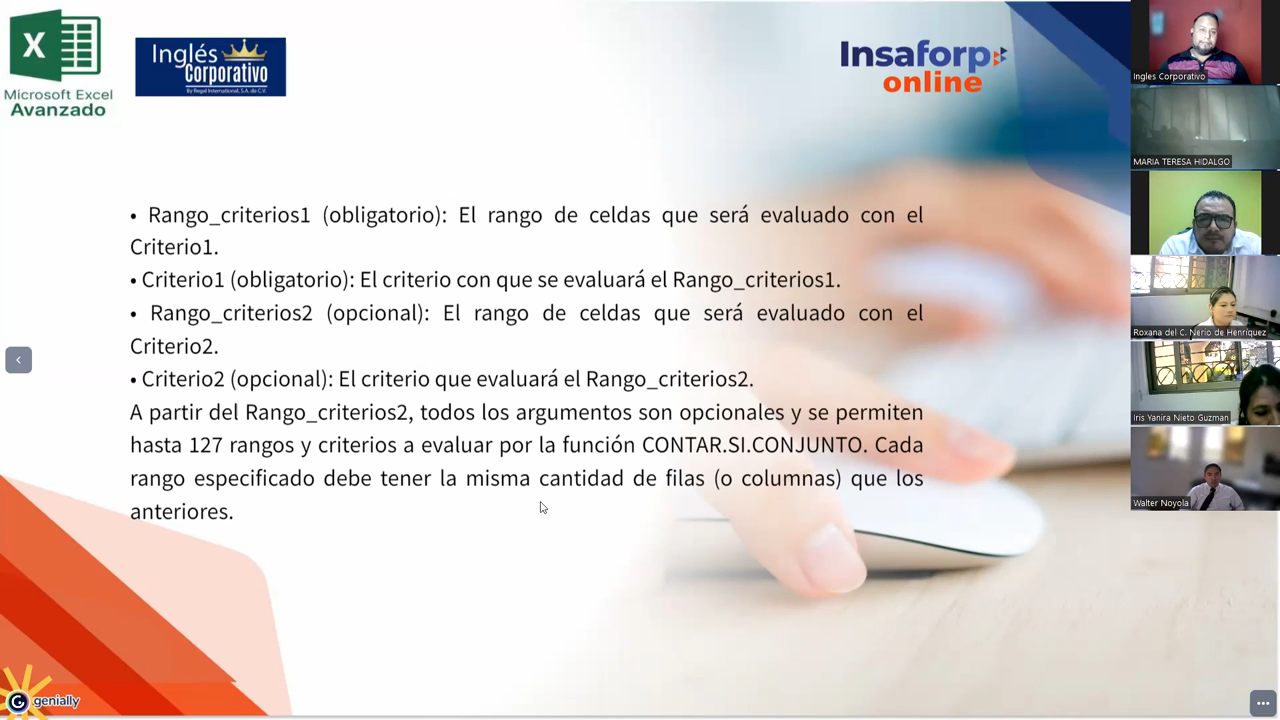 Microsoft Excel
Avanzado
Inglés
Corporativo
By Regal International, S.A. de C.V.
Insaforp
online
• Rango_criterios1 (obligatorio): El rango de celdas que será evaluado con el
Criterio1.
• Criterio1 (obligatorio): El criterio con que se evaluará el Rango_criterios1.
• Rango_criterios2 (opcional): El rango de celdas que será evaluado con el
Criterio2.
• Criterio2 (opcional): El criterio que evaluará el Rango_criterios2.
A partir del Rango_criterios2, todos los argumentos son opcionales y se permiten
hasta 127 rangos y criterios a evaluar por la función CONTAR.SI.CONJUNTO. Cada
rango especificado debe tener la misma cantidad de filas (o columnas) que los
anteriores.
genially
Ingles Corporativo
MARIA TERESA HIDALGO
Roxana del C. Nerio de Henríquez
Iris Yanira Nieto Guzman
Walter Noyola